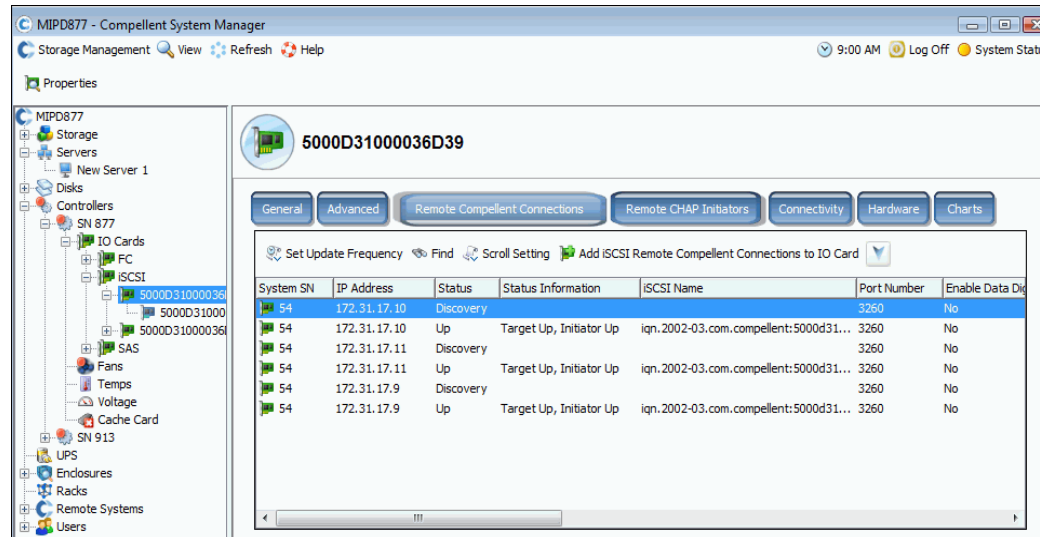 MIPD877 - Compellent System Manager
Storage Management View Refresh Help 9:00 AM Log Off System Statu
Properties
MIPD877
Storage
Servers
New Server 1
Disks
Controllers
SN 877
IO Cards
FC
iSCSI
5000D31000036
5000D31000
5000D31000036
SAS
Fans
Temps
Voltage
Cache Card
SN 913
UPS
Enclosures
Racks
Remote Systems
Users
5000D31000036D39
General Advanced Remote Compellent Connections Remote CHAP Initiators Connectivity Hardware Charts
Set Update Frequency Find Scroll Setting Add iSCSI Remote Compellent Connections to IO Card
System SN IP Address Status Status Information iSCSI Name Port Number Enable Data Dig
54 172.31.17.10 Discovery 3260 No
54 172.31.17.10 Up Target Up, Initiator Up iqn.2002-03.com.compellent:5000d31... 3260 No
54 172.31.17.11 Discovery 3260 No
54 172.31.17.11 Up Target Up, Initiator Up iqn.2002-03.com.compellent:5000d31... 3260 No
54 172.31.17.9 Discovery 3260 No
54 172.31.17.9 Up Target Up, Initiator Up iqn.2002-03.com.compellent:5000d31... 3260 No